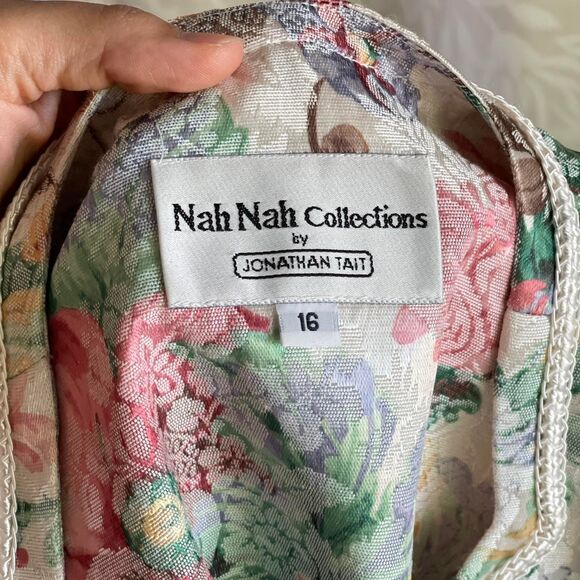 Nah Nah Collections
by
JONATHAN TAIT
16